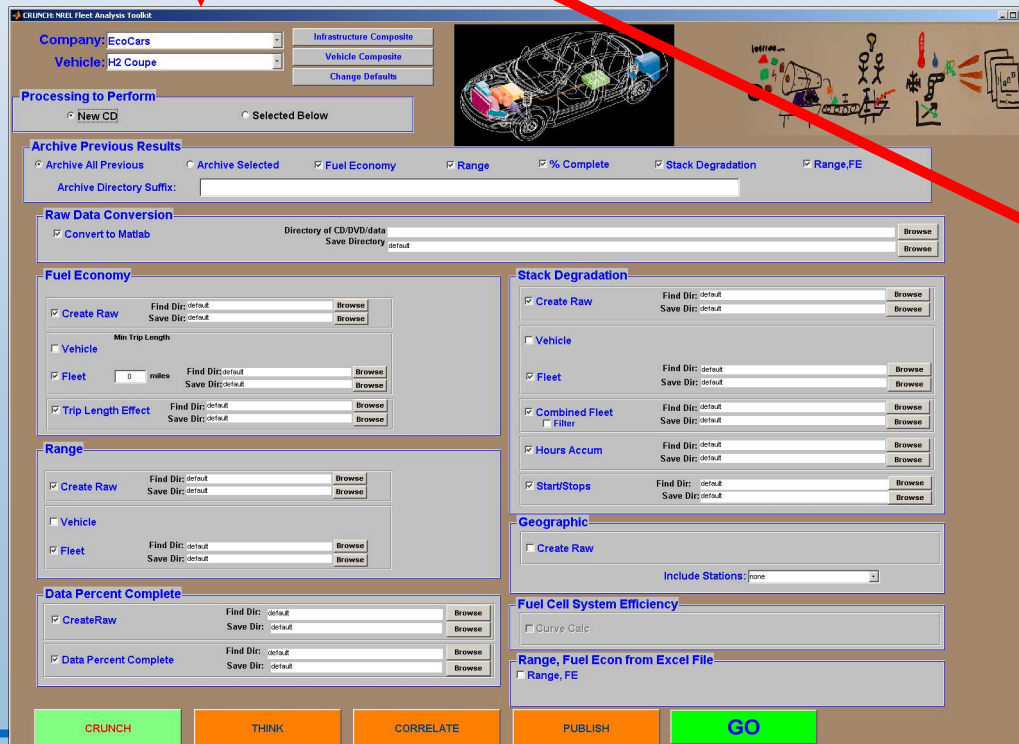 CRUNCH: NREL Fleet Analysis Toolkit
Company: EcoCars
Vehicle: H2 Coupe
Infrastructure Composite
Vehicle Composite
Change Defaults
Processing to Perform
New CD Selected Below
Archive Previous Results
Archive All Previous Archive Selected Fuel Economy Range % Complete Stack Degradation Range,FE
Archive Directory Suffix:
Raw Data Conversion
Convert to Matlab
Directory of CD/DVD/data Browse
Save Directory default Browse
Fuel Economy
Create Raw
Find Dir: default Browse
Save Dir: default Browse
Min Trip Length
Vehicle
Fleet 0 miles
Find Dir: default Browse
Save Dir: default Browse
Trip Length Effect
Find Dir: default Browse
Save Dir: default Browse
Range
Create Raw
Find Dir: default Browse
Save Dir: default Browse
Vehicle
Fleet
Find Dir: default Browse
Save Dir: default Browse
Data Percent Complete
CreateRaw
Find Dir: default Browse
Save Dir: default Browse
Data Percent Complete
Find Dir: default Browse
Save Dir: default Browse
Stack Degradation
Create Raw
Find Dir: default Browse
Save Dir: default Browse
Vehicle
Fleet
Find Dir: default Browse
Save Dir: default Browse
Combined Fleet
Filter
Find Dir: default Browse
Save Dir: default Browse
Hours Accum
Find Dir: default Browse
Save Dir: default Browse
Start/Stops
Find Dir: default Browse
Save Dir: default Browse
Geographic
Create Raw
Include Stations: none
Fuel Cell System Efficiency
Curve Calc
Range, Fuel Econ from Excel File
Range, FE
CRUNCH THINK CORRELATE PUBLISH GO